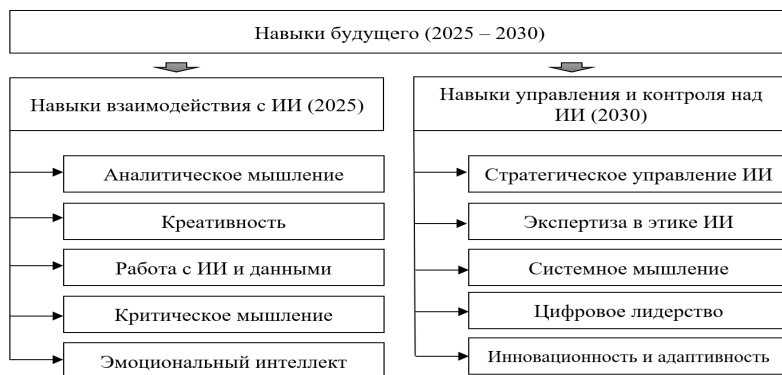 Навыки будущего (2025 – 2030)
Навыки взаимодействия с ИИ (2025)
Аналитическое мышление
Креативность
Работа с ИИ и данными
Критическое мышление
Эмоциональный интеллект
Навыки управления и контроля над
ИИ (2030)
Стратегическое управление ИИ
Экспертиза в этике ИИ
Системное мышление
Цифровое лидерство
Инновационность и адаптивность